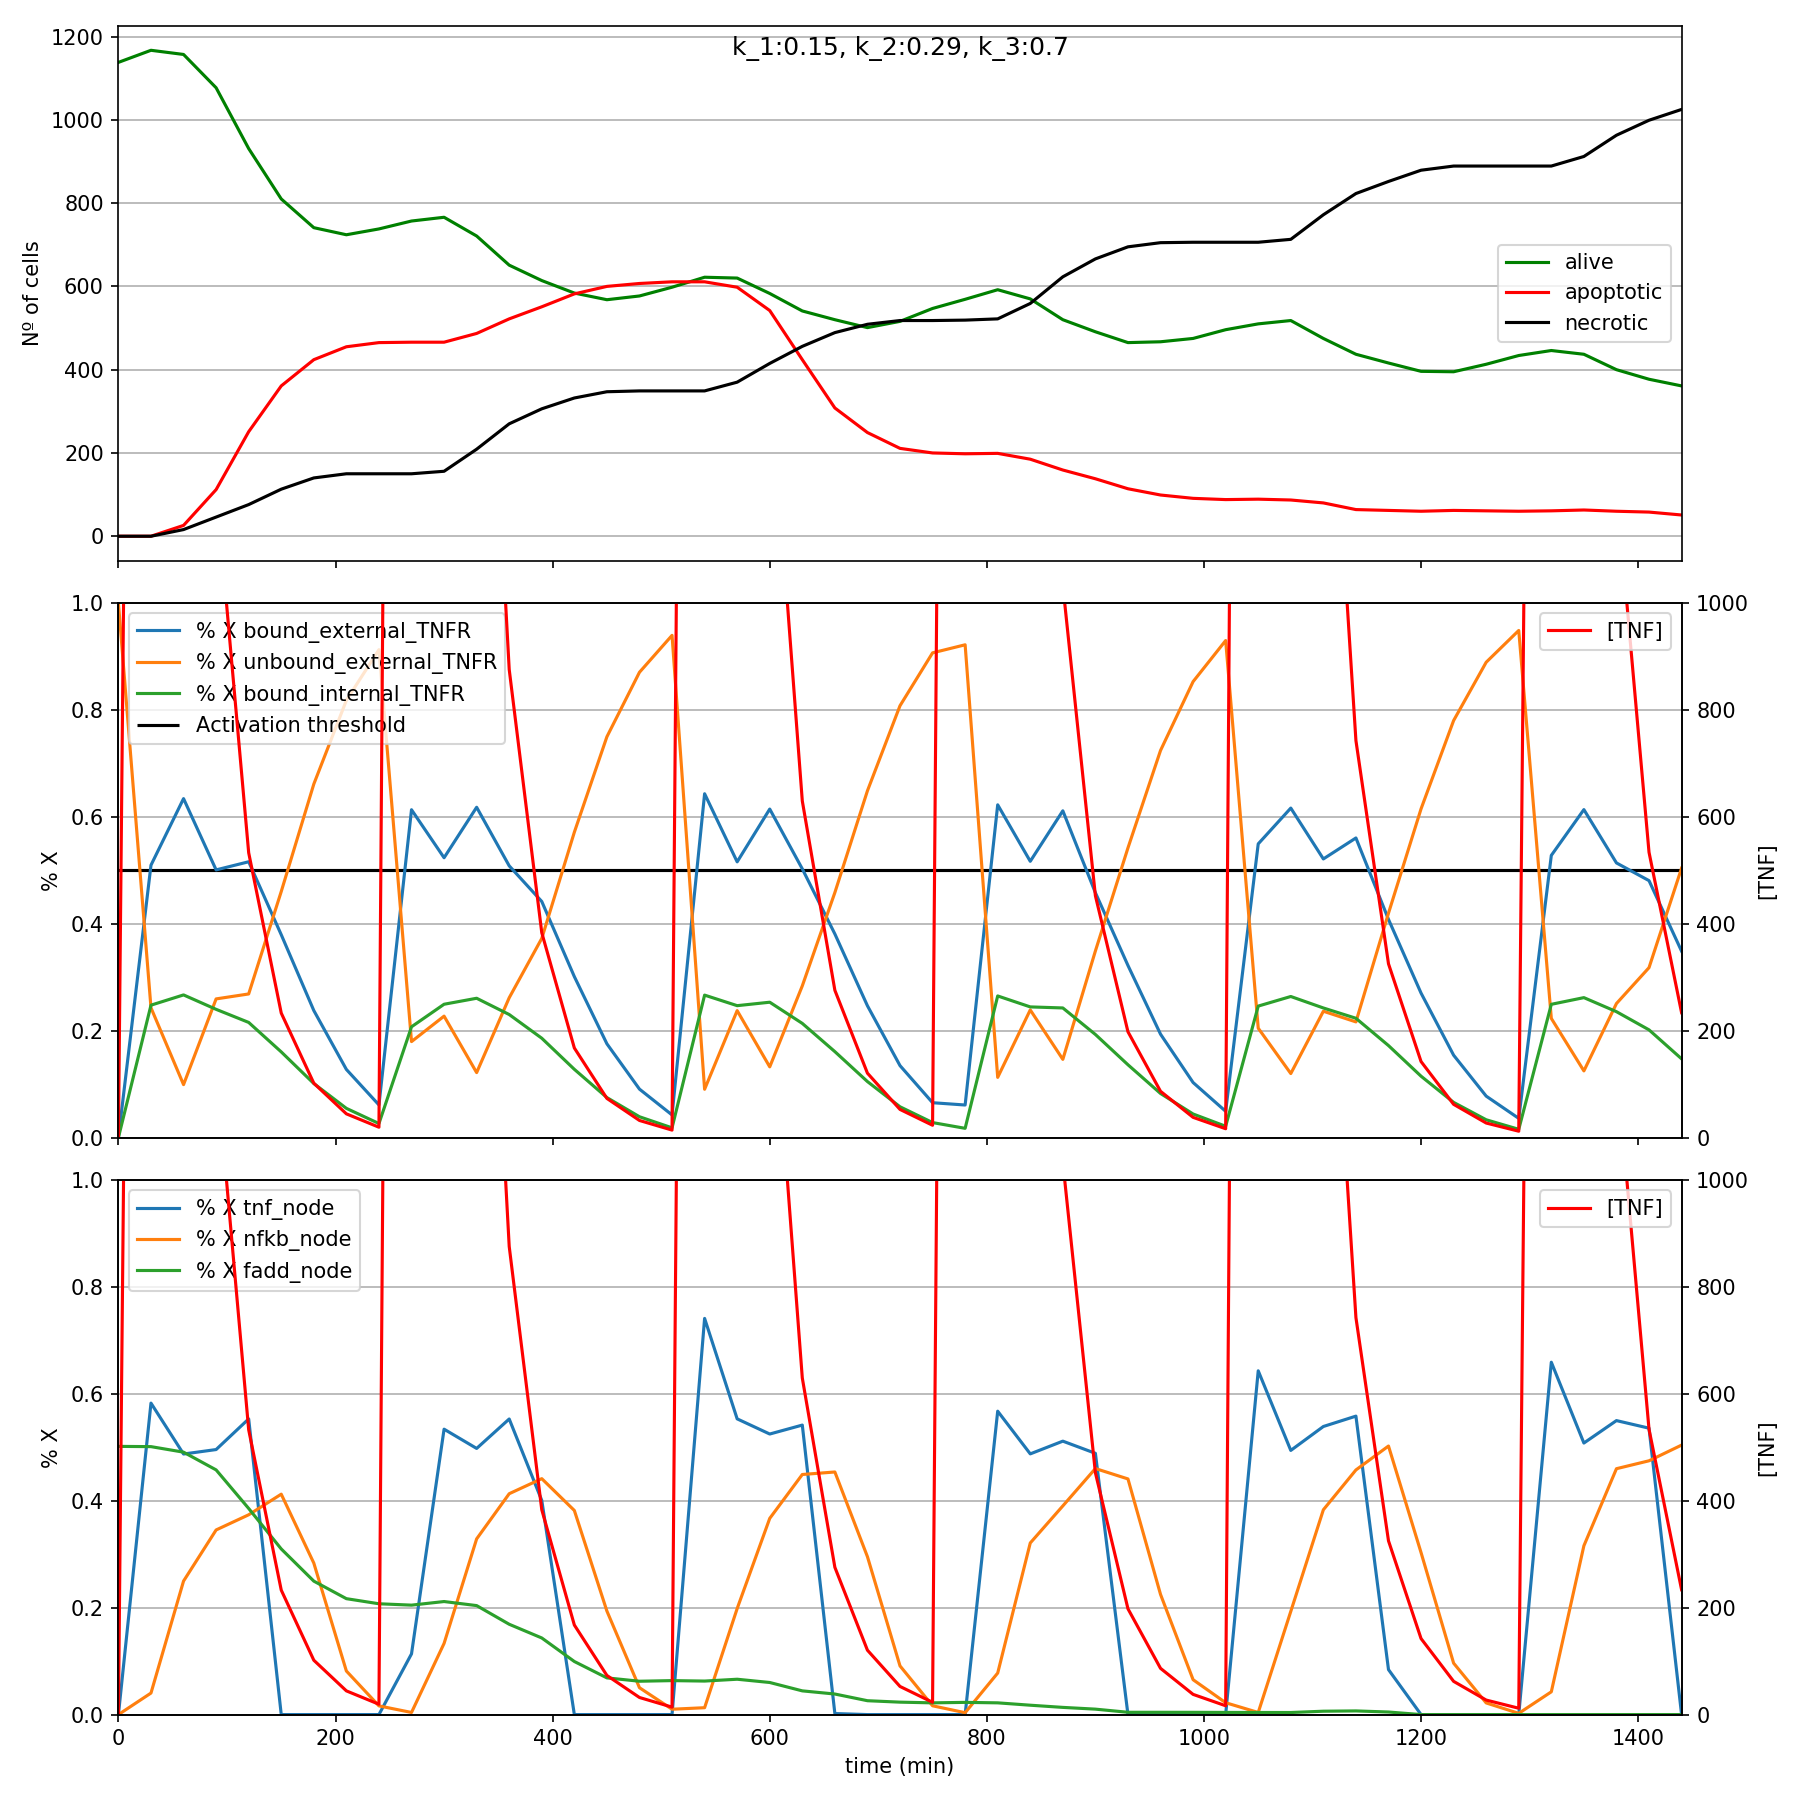 k_1:0.15, k_2:0.29, k_3:0.7
1200
1000
800
600
400
200
0
Nº of cells
alive
apoptotic
necrotic
1.0
0.8
0.6
0.4
0.2
0.0
% X
% X bound_external_TNFR
% X unbound_external_TNFR
% X bound_internal_TNFR
Activation threshold
[TNF]
1000
800
600
400
200
0
[TNF]
1.0
0.8
0.6
0.4
0.2
0.0
% X
% X tnf_node
% X nfkb_node
% X fadd_node
[TNF]
1000
800
600
400
200
0
[TNF]
0 200 400 600 800 1000 1200 1400
time (min)